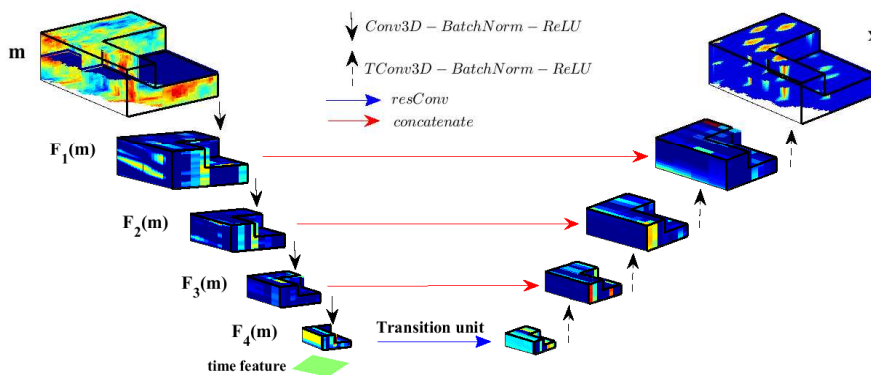 m
Conv3D - BatchNorm - ReLU
x
TConv3D - BatchNorm - ReLU
resConv
concatenate
F1(m)
F2(m)
F3(m)
F4(m)
Transition unit
time feature